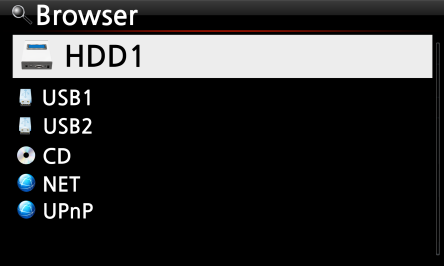 Browser
HDD1
USB1
USB2
CD
NET
UPnP